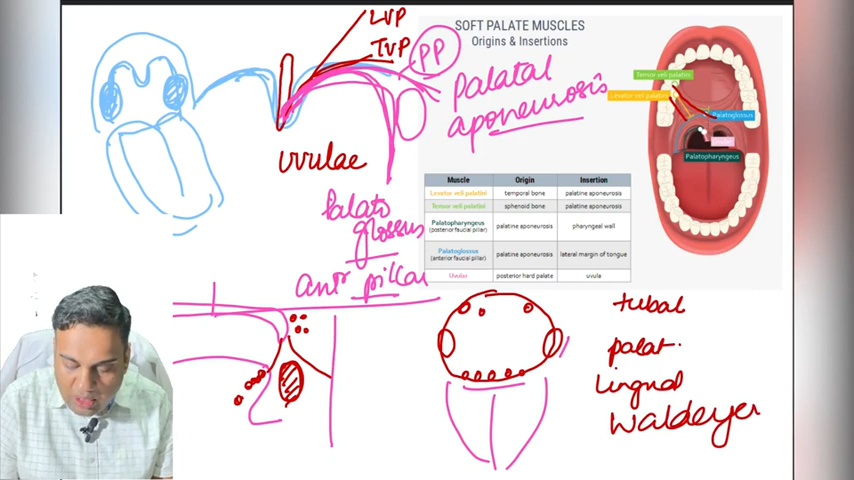 LVP
TVP
PP
Palatal
aponeurosis
uvulae
Palato
glossus
antr pillar
SOFT PALATE MUSCLES
Origins & Insertions
Tensor veli palatini
Levator veli palatini
Palatoglossus
Palatopharyngeus
Muscle Origin Insertion
Levator veli palatini temporal bone palatine aponeurosis
Tensor veli palatini sphenoid bone palatine aponeurosis
Palatopharyngeus
(posterior faucial pillar) palatine aponeurosis pharyngeal wall
Palatoglossus
(anterior faucial pillar) palatine aponeurosis lateral margin of tongue
Uvular posterior hard palate uvula
tubal
palat.
lingual
Waldeyer